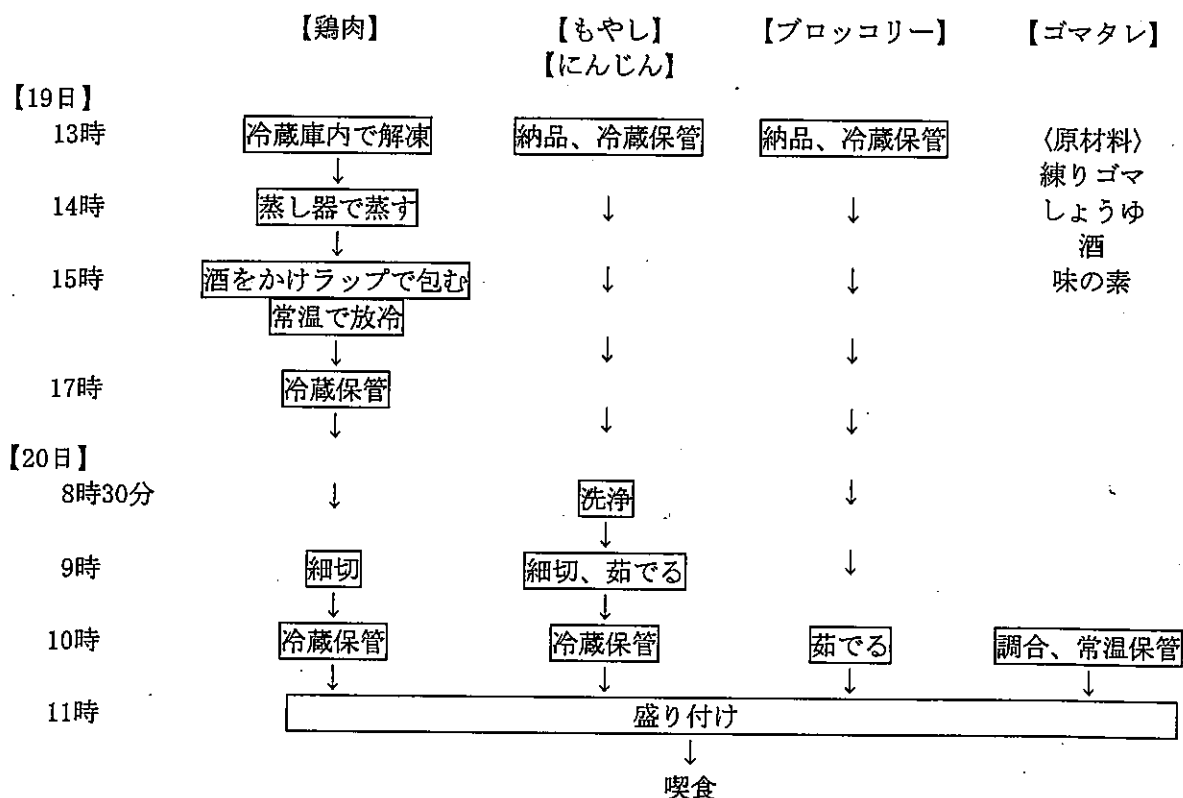 【鶏肉】 【もやし】 【ブロッコリー】 【ゴマタレ】
【にんじん】
【19日】
13時 冷蔵庫内で解凍 納品、冷蔵保管 納品、冷蔵保管 〈原材料〉
↓ 練りゴマ
14時 蒸し器で蒸す ↓ ↓ しょうゆ
↓ 酒
15時 酒をかけラップで包む ↓ ↓ 味の素
常温で放冷
↓ ↓ ↓
17時 冷蔵保管
↓ ↓ ↓
【20日】
8時30分 ↓ 洗浄 ↓
↓
9時 細切 細切、茹でる ↓
↓ ↓
10時 冷蔵保管 冷蔵保管 茹でる 調合、常温保管
↓ ↓ ↓ ↓
11時 盛り付け
↓
喫食